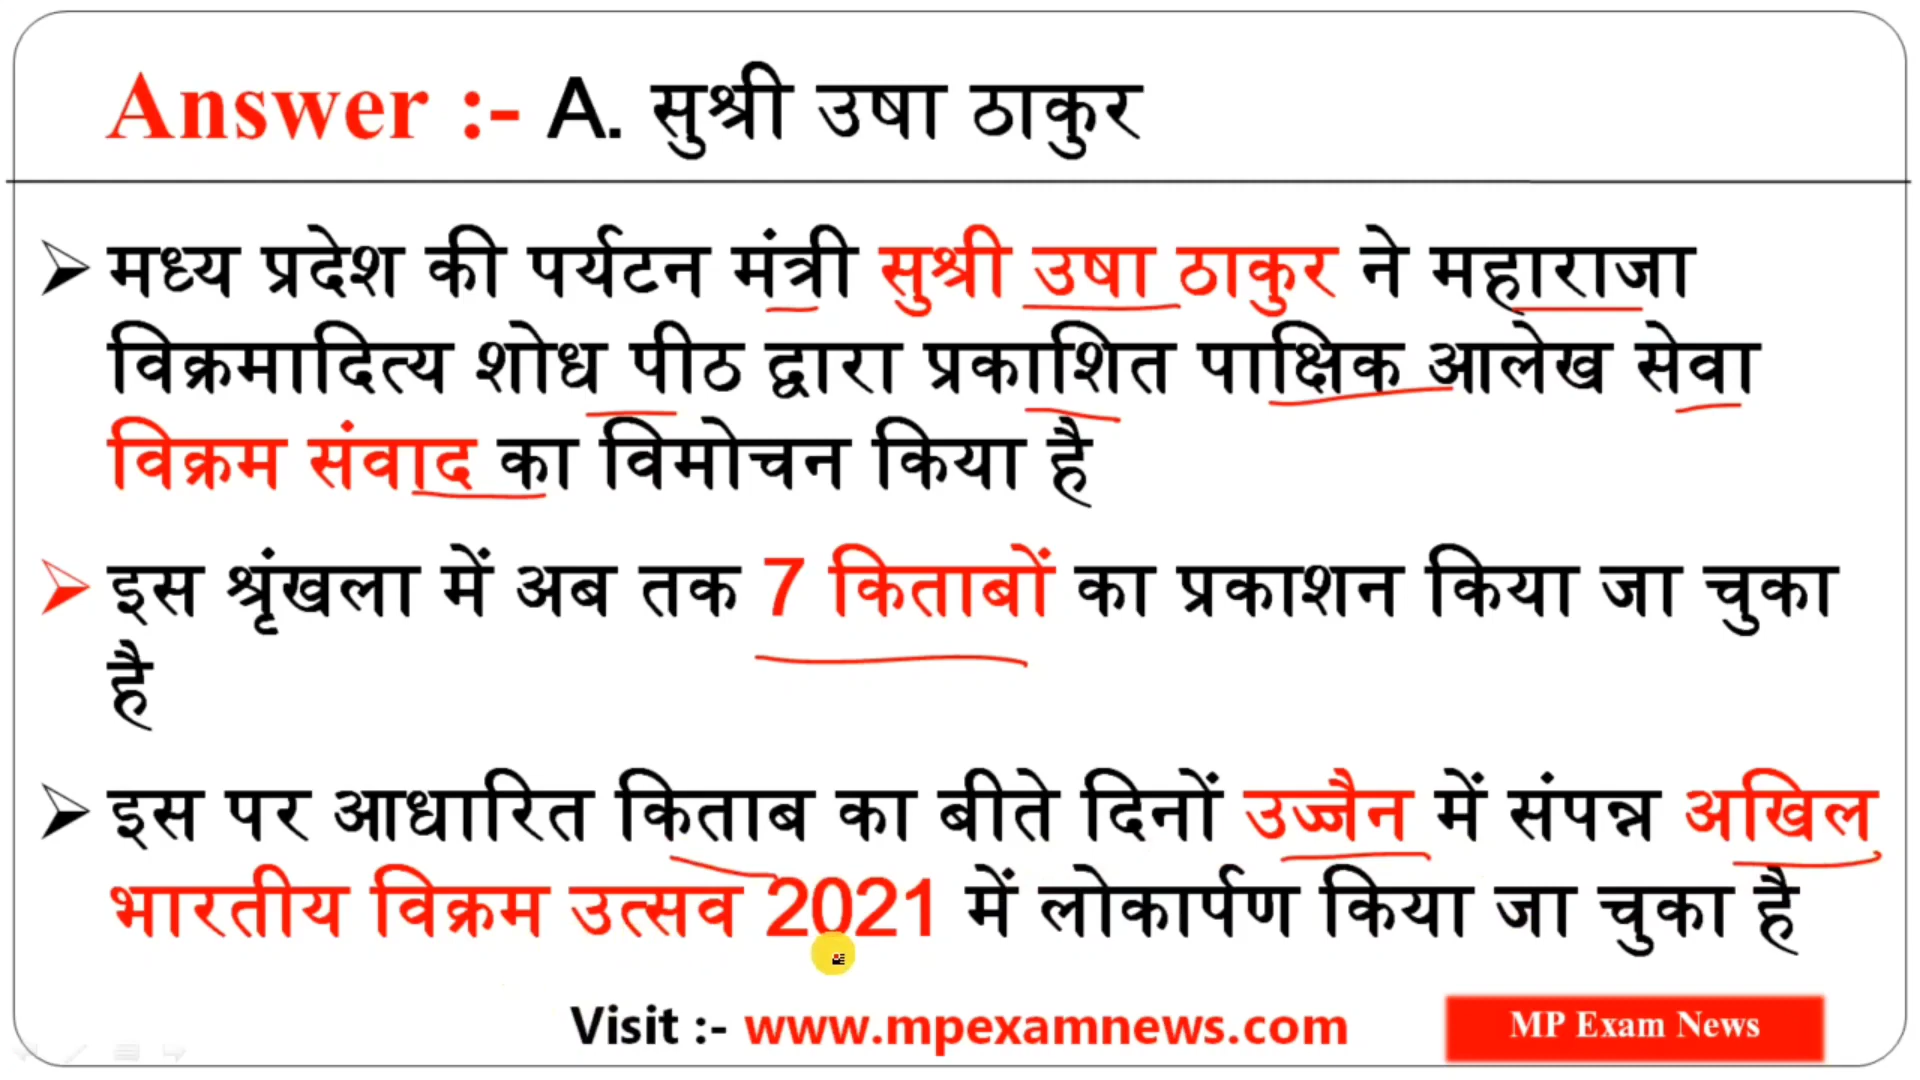 Answer :- A. सुश्री उषा ठाकुर
मध्य प्रदेश की पर्यटन मंत्री सुश्री उषा ठाकुर ने महाराजा
विक्रमादित्य शोध पीठ द्वारा प्रकाशित पाक्षिक आलेख सेवा
विक्रम संवाद का विमोचन किया है
इस श्रृंखला में अब तक 7 किताबों का प्रकाशन किया जा चुका
है
इस पर आधारित किताब का बीते दिनों उज्जैन में संपन्न अखिल
भारतीय विक्रम उत्सव 2021 में लोकार्पण किया जा चुका है
Visit :- www.mpexamnews.com
MP Exam News